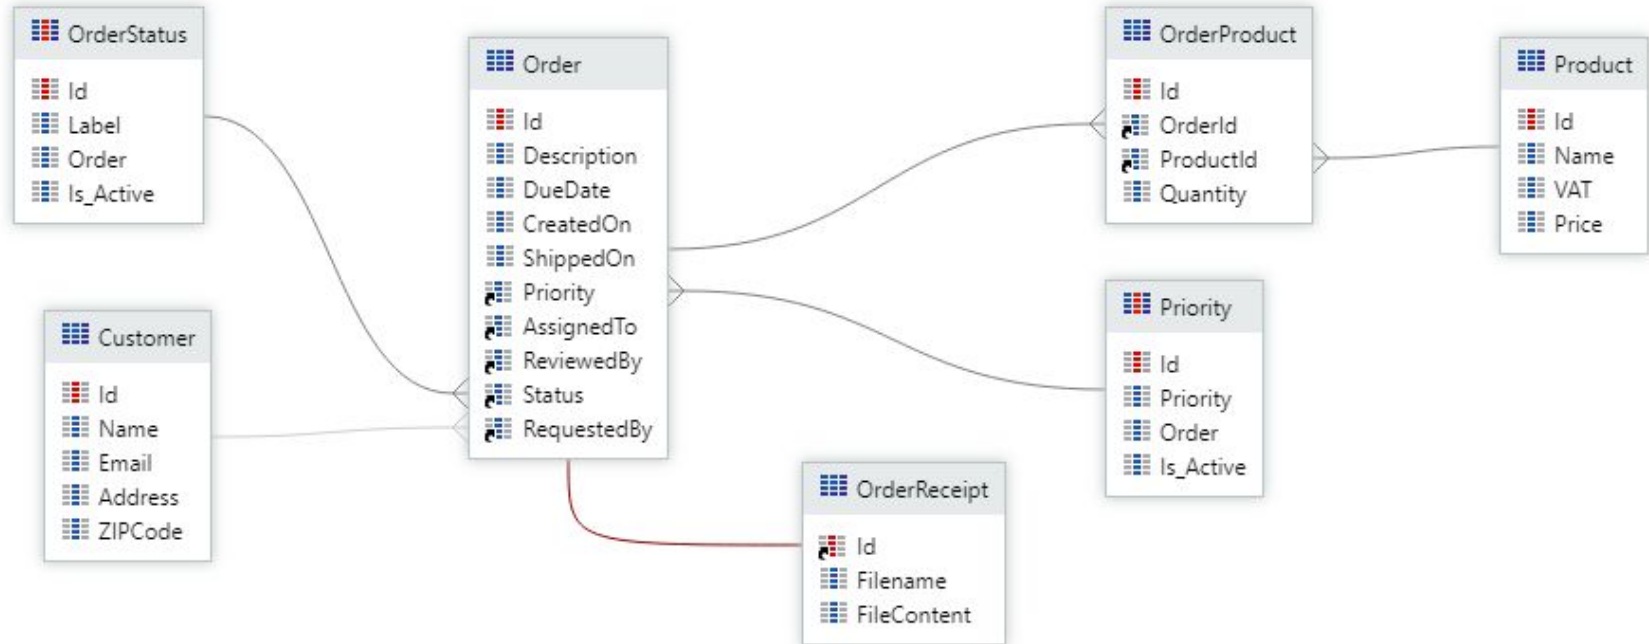 OrderStatus
Id
Label
Order
Is_Active
Customer
Id
Name
Email
Address
ZIPCode
Order
Id
Description
DueDate
CreatedOn
ShippedOn
Priority
AssignedTo
ReviewedBy
Status
RequestedBy
OrderReceipt
Id
Filename
FileContent
OrderProduct
Id
OrderId
ProductId
Quantity
Priority
Id
Priority
Order
Is_Active
Product
Id
Name
VAT
Price